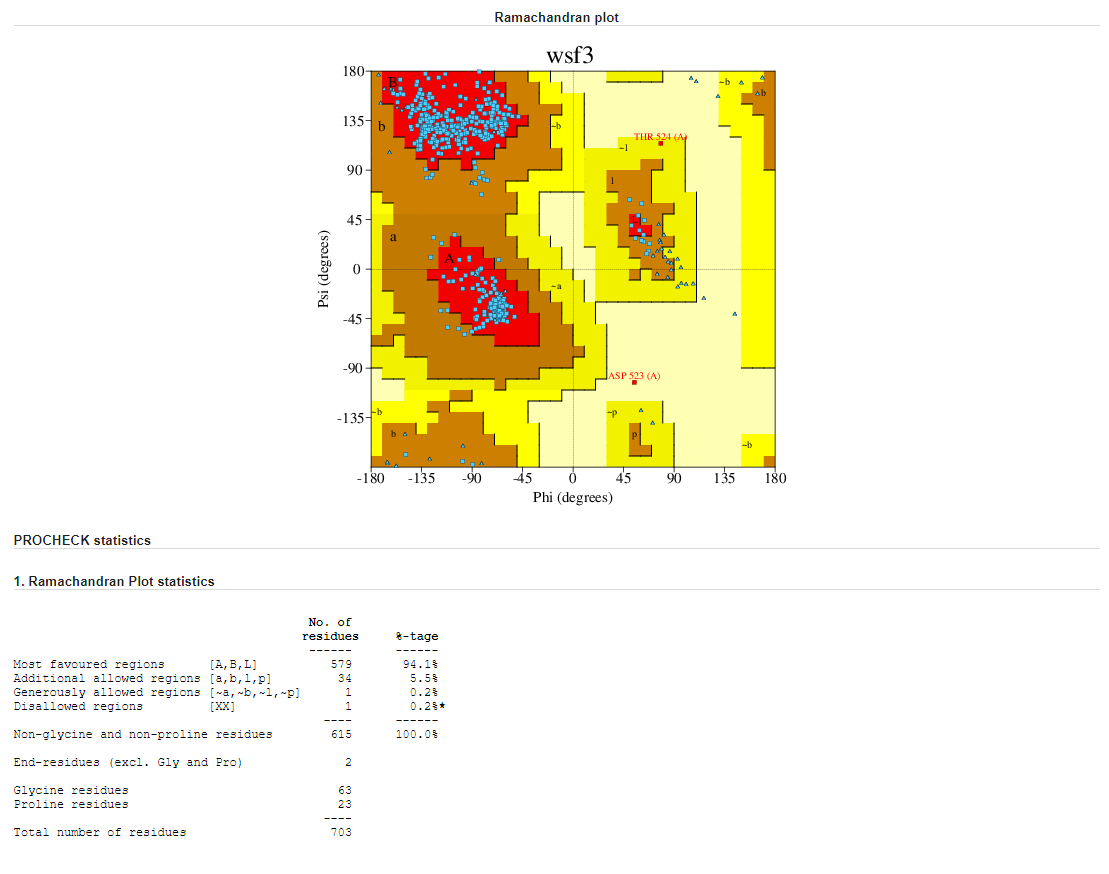 Ramachandran plot
wsf3
180
B
~b
b
135
b
~b
THR 524 (A)
~l
90
l
45
L
a
A
0
~a
-45
-90
ASP 523 (A)
-135
~b
~p
b
p
~b
-180 -135 -90 -45 0 45 90 135 180
Psi (degrees)
Phi (degrees)
PROCHECK statistics
1. Ramachandran Plot statistics
No. of
residues %-tage
------ ------
Most favoured regions [A,B,L] 579 94.1%
Additional allowed regions [a,b,l,p] 34 5.5%
Generously allowed regions [~a,~b,~l,~p] 1 0.2%
Disallowed regions [XX] 1 0.2%*
---- ------
Non-glycine and non-proline residues 615 100.0%
End-residues (excl. Gly and Pro) 2
Glycine residues 63
Proline residues 23
----
Total number of residues 703